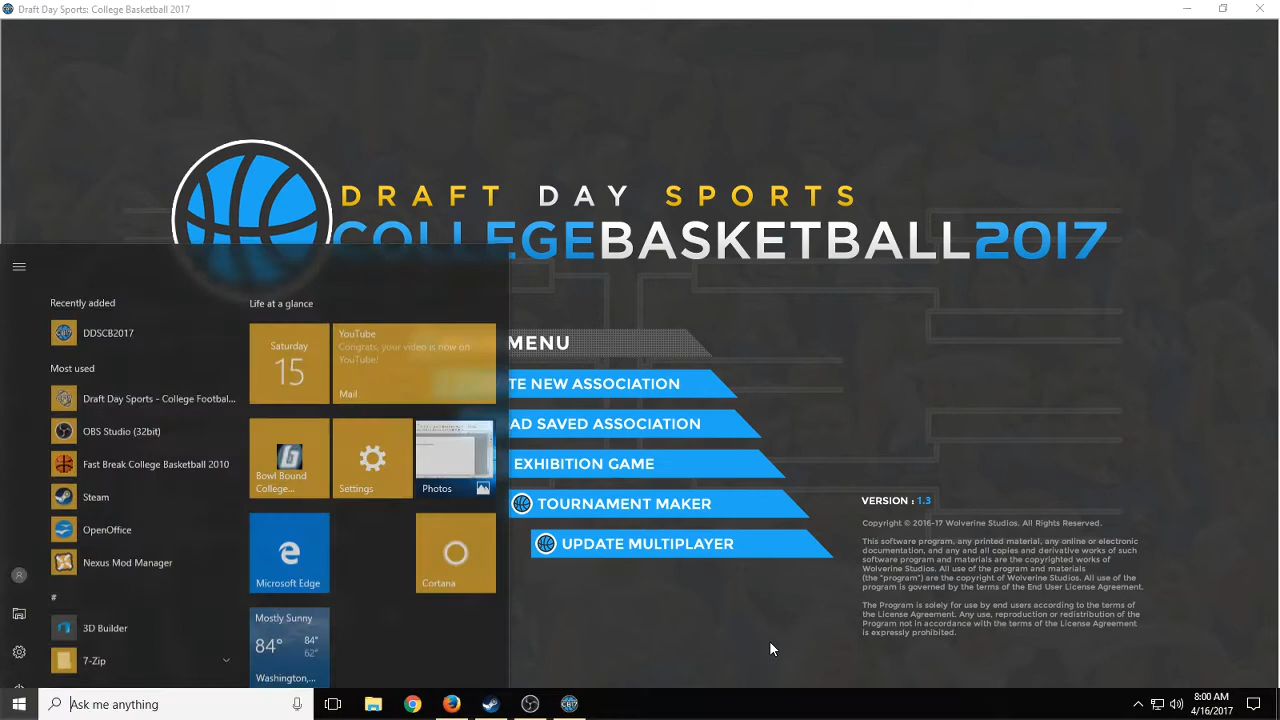 Draft Day Sports: College Basketball 2017
DRAFT DAY SPORTS
COLLEGEBASKETBALL2017
MENU
TE NEW ASSOCIATION
AD SAVED ASSOCIATION
EXHIBITION GAME
TOURNAMENT MAKER
UPDATE MULTIPLAYER
VERSION : 1.3
Copyright © 2016-17 Wolverine Studios. All Rights Reserved.
This software program, any printed material, any online or electronic
documentation, and any and all copies and derivative works of such
software program and materials are the copyrighted works of
Wolverine Studios. All use of the program and materials
(the "program") are the copyright of Wolverine Studios. All use of the
program is governed by the terms of the End User License Agreement.
The Program is solely for use by end users according to the terms of
the License Agreement. Any use, reproduction or redistribution of the
Program not in accordance with the terms of the License Agreement
is expressly prohibited.
Recently added
DDSCB2017
Most used
Draft Day Sports - College Footbal...
OBS Studio (32bit)
Fast Break College Basketball 2010
Steam
OpenOffice
Nexus Mod Manager
#
3D Builder
7-Zip
Life at a glance
Saturday
15
YouTube
Congrats, your video is now on
YouTube!
Mail
Bowl Bound
College...
Settings
Photos
Microsoft Edge
Cortana
Mostly Sunny
84° 84°
62°
Washington,...
Ask me anything
8:00 AM
4/16/2017